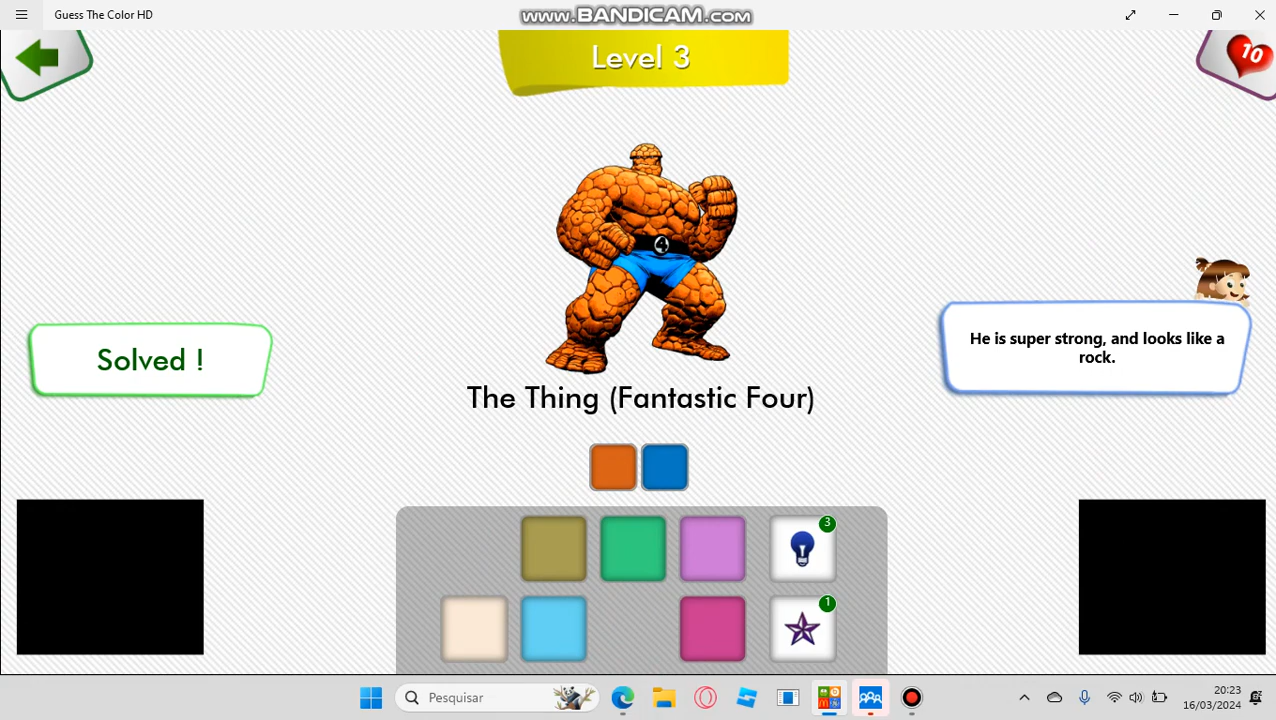 Guess The Color HD
www.BANDICAM.com
Level 3
10
4
Solved !
He is super strong, and looks like a
rock.
The Thing (Fantastic Four)
3
1
Pesquisar
20:23
16/03/2024